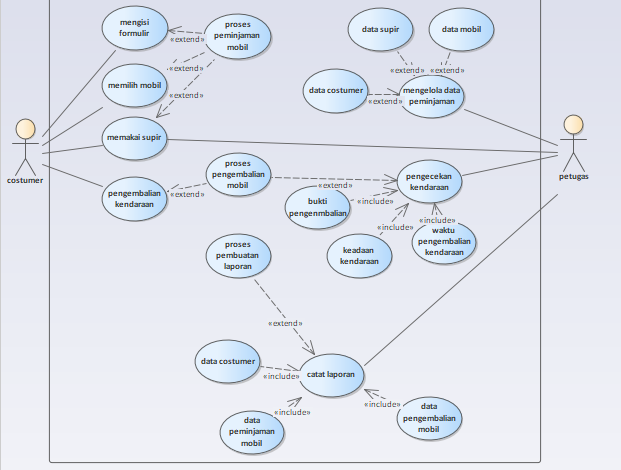 mengisi
formulir
proses
peminjaman
mobil
data supir
data mobil
«extend»
«extend»
«extend»
memilih mobil
«extend»
«extend»
data costumer
«extend»
mengelola data
peminjaman
memakai supir
costumer
petugas
proses
pengembalian
mobil
pengecekan
kendaraan
pengembalian
kendaraan
«extend»
«extend»
bukti
pengenmbalian
«include»
«include»
«include»
waktu
pengembalian
kendaraan
keadaan
kendaraan
proses
pembuatan
laporan
«extend»
data costumer
«include»
catat laporan
«include»
«include»
data
peminjaman
mobil
data
pengembalian
mobil